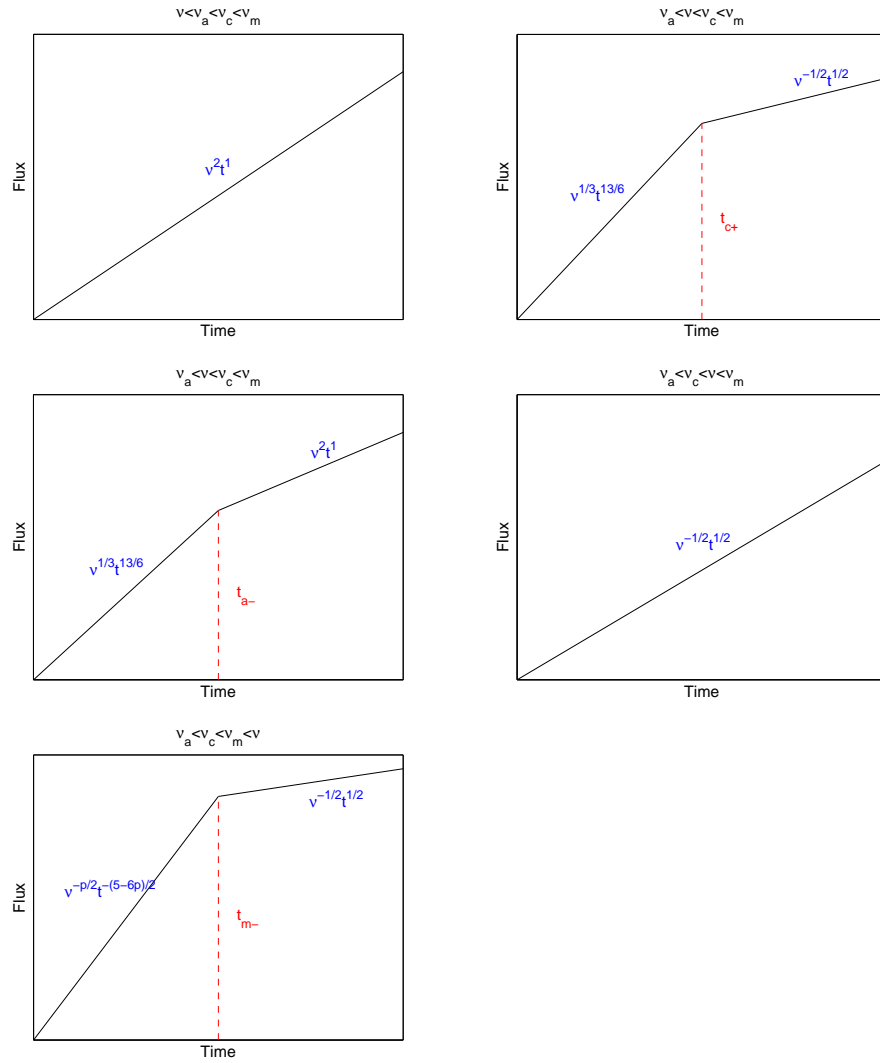 ν<ν_a<ν_c<ν_m
Flux
ν^2t^1
Time
ν_a<ν<ν_c<ν_m
Flux
ν^{1/3}t^{13/6}
ν^{-1/2}t^{1/2}
t_{c+}
Time
ν_a<ν<ν_c<ν_m
Flux
ν^{1/3}t^{13/6}
ν^2t^1
t_{a-}
Time
ν_a<ν_c<ν<ν_m
Flux
ν^{-1/2}t^{1/2}
Time
ν_a<ν_c<ν_m<ν
Flux
ν^{-p/2}t^{-(5-6p)/2}
ν^{-1/2}t^{1/2}
t_{m-}
Time